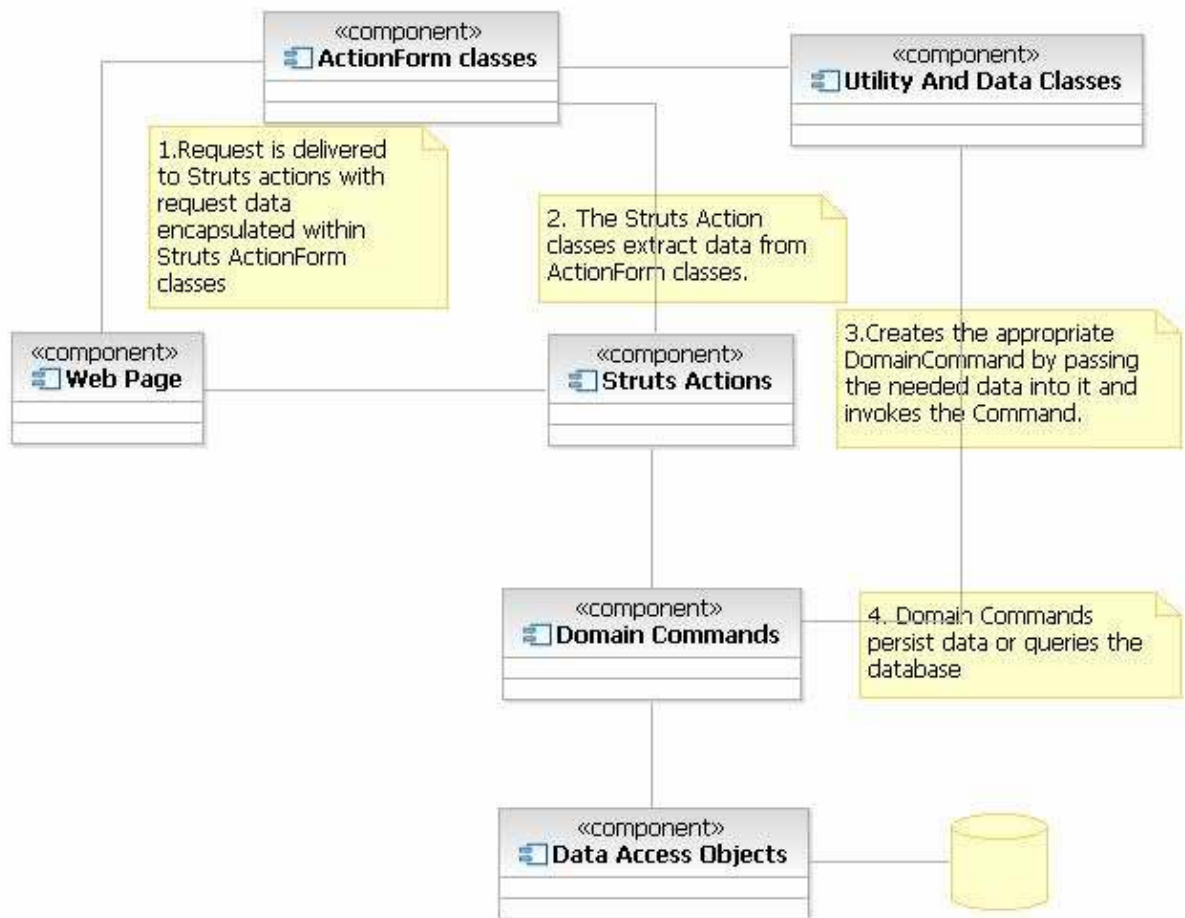 «component»
ActionForm classes
«component»
Utility And Data Classes
1.Request is delivered
to Struts actions with
request data
encapsulated within
Struts ActionForm
classes
2. The Struts Action
classes extract data from
ActionForm classes.
«component»
Web Page
«component»
Struts Actions
3.Creates the appropriate
DomainCommand by passing
the needed data into it and
invokes the Command.
«component»
Domain Commands
4. Domain Commands
persist data or queries the
database
«component»
Data Access Objects